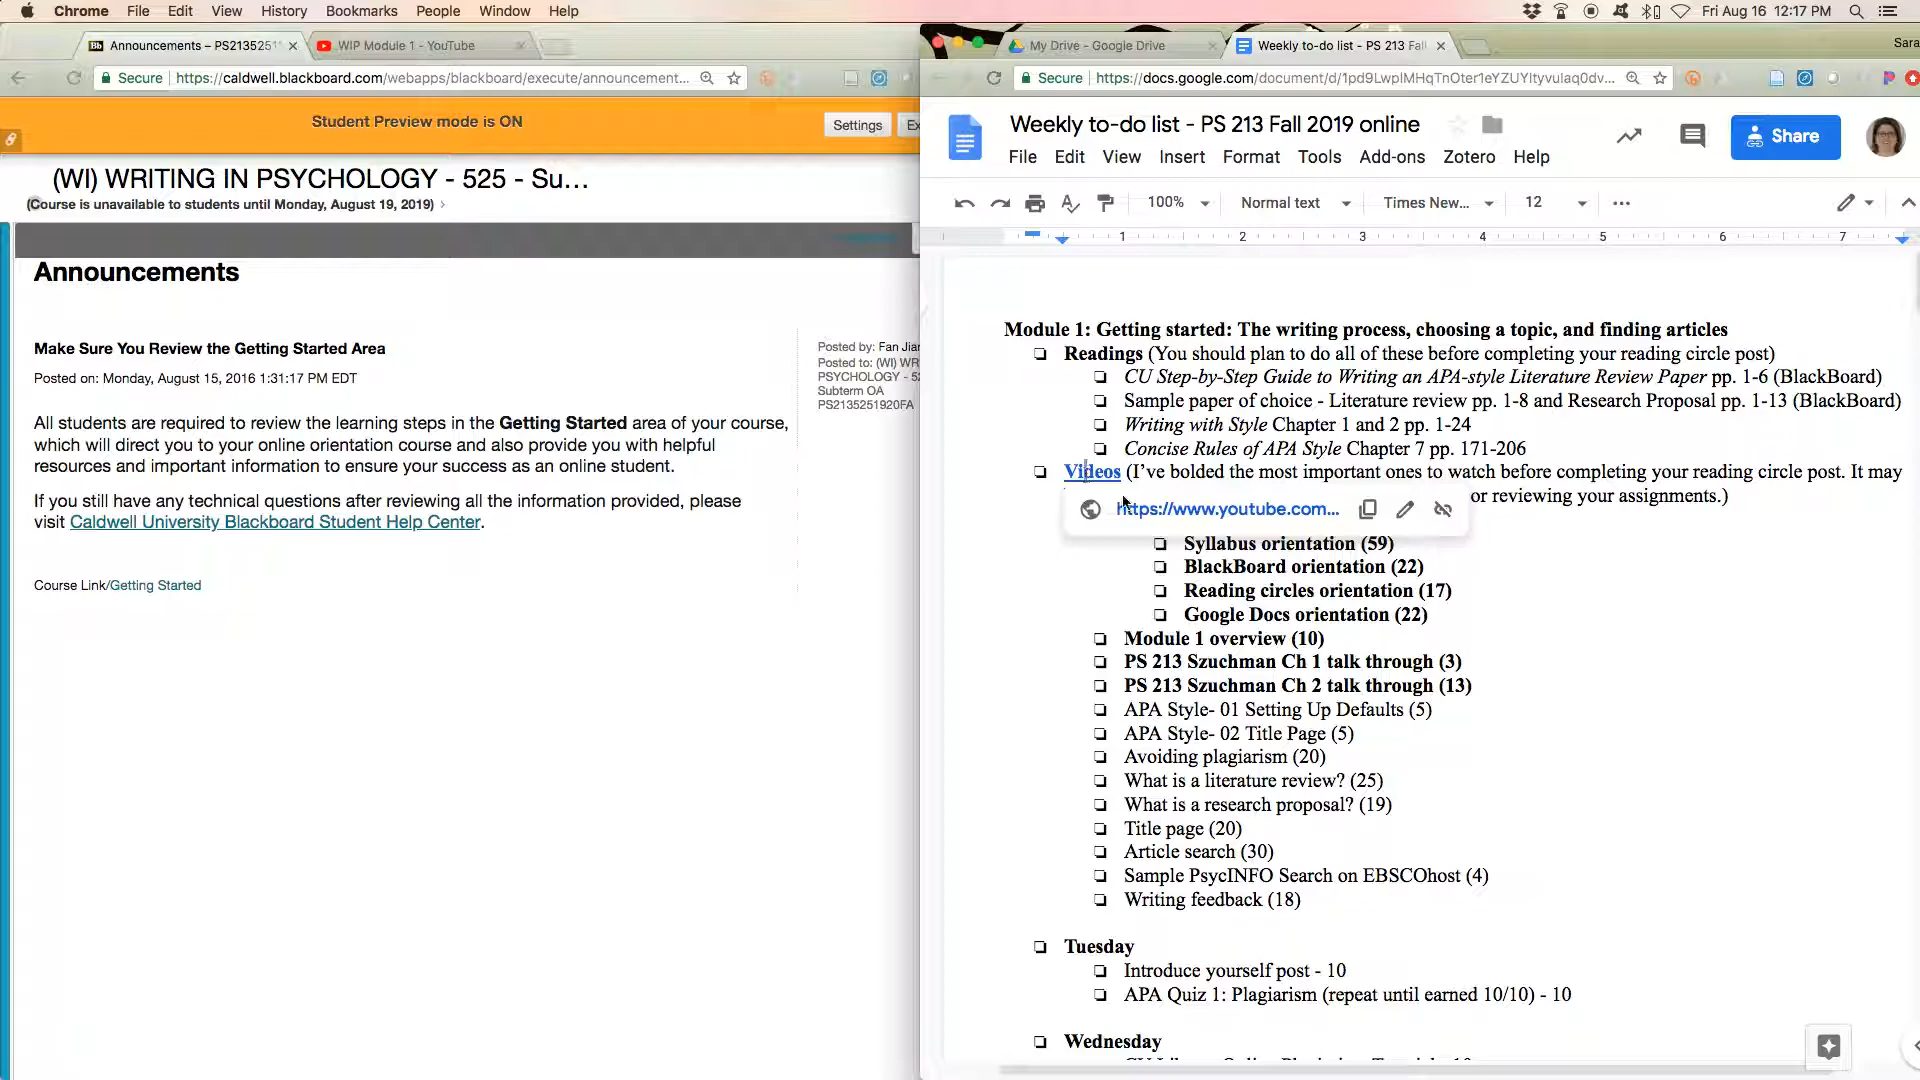 Chrome File Edit View History Bookmarks People Window Help
Fri Aug 16 12:17 PM
Announcements – PS2135251
WIP Module 1 - YouTube
Secure https://caldwell.blackboard.com/webapps/blackboard/execute/announcement...
Student Preview mode is ON
Settings
Ex
(WI) WRITING IN PSYCHOLOGY - 525 - Su...
(Course is unavailable to students until Monday, August 19, 2019)
Announcements
Make Sure You Review the Getting Started Area
Posted on: Monday, August 15, 2016 1:31:17 PM EDT
All students are required to review the learning steps in the Getting Started area of your course,
which will direct you to your online orientation course and also provide you with helpful
resources and important information to ensure your success as an online student.
If you still have any technical questions after reviewing all the information provided, please
visit Caldwell University Blackboard Student Help Center.
Course Link/Getting Started
Posted by: Fan Jiar
Posted to: (WI) WR
PSYCHOLOGY - 52
Subterm OA
PS2135251920FA
My Drive - Google Drive
Weekly to-do list - PS 213 Fal
Sara
Secure https://docs.google.com/document/d/1pd9LwpIMHqTnOter1eYZUYItyvulaq0dv...
Weekly to-do list - PS 213 Fall 2019 online
File Edit View Insert Format Tools Add-ons Zotero Help
Share
100% Normal text Times New... 12
1 2 3 4 5 6 7
Module 1: Getting started: The writing process, choosing a topic, and finding articles
Readings (You should plan to do all of these before completing your reading circle post)
CU Step-by-Step Guide to Writing an APA-style Literature Review Paper pp. 1-6 (BlackBoard)
Sample paper of choice - Literature review pp. 1-8 and Research Proposal pp. 1-13 (BlackBoard)
Writing with Style Chapter 1 and 2 pp. 1-24
Concise Rules of APA Style Chapter 7 pp. 171-206
Videos (I've bolded the most important ones to watch before completing your reading circle post. It may
or reviewing your assignments.)
https://www.youtube.com...
Syllabus orientation (59)
BlackBoard orientation (22)
Reading circles orientation (17)
Google Docs orientation (22)
Module 1 overview (10)
PS 213 Szuchman Ch 1 talk through (3)
PS 213 Szuchman Ch 2 talk through (13)
APA Style- 01 Setting Up Defaults (5)
APA Style- 02 Title Page (5)
Avoiding plagiarism (20)
What is a literature review? (25)
What is a research proposal? (19)
Title page (20)
Article search (30)
Sample PsycINFO Search on EBSCOhost (4)
Writing feedback (18)
Tuesday
Introduce yourself post - 10
APA Quiz 1: Plagiarism (repeat until earned 10/10) - 10
Wednesday